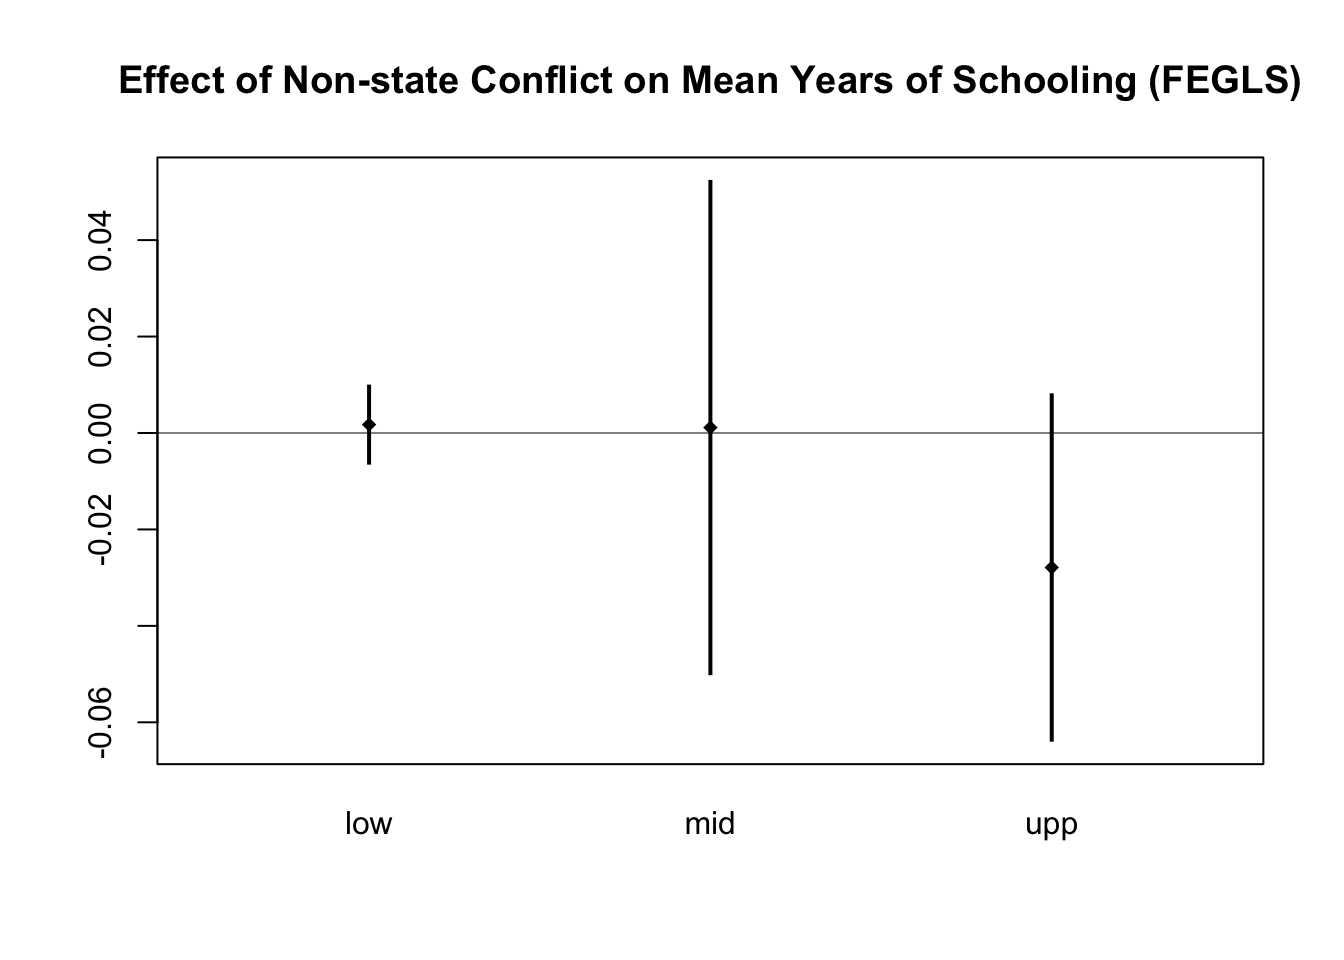 Effect of Non-state Conflict on Mean Years of Schooling (FEGLS)
0.04
0.02
0.00
-0.02
-0.06
low mid upp